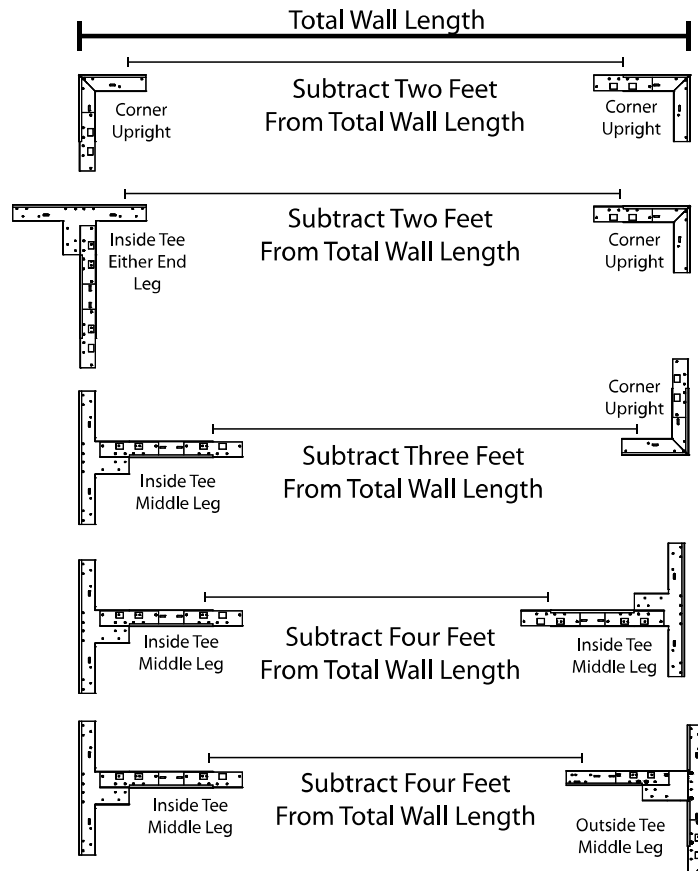 Total Wall Length
Subtract Two Feet
From Total Wall Length
Corner
Upright
Corner
Upright
Subtract Two Feet
From Total Wall Length
Inside Tee
Either End
Leg
Corner
Upright
Corner
Upright
Subtract Three Feet
From Total Wall Length
Inside Tee
Middle Leg
Subtract Four Feet
From Total Wall Length
Inside Tee
Middle Leg
Inside Tee
Middle Leg
Subtract Four Feet
From Total Wall Length
Inside Tee
Middle Leg
Outside Tee
Middle Leg